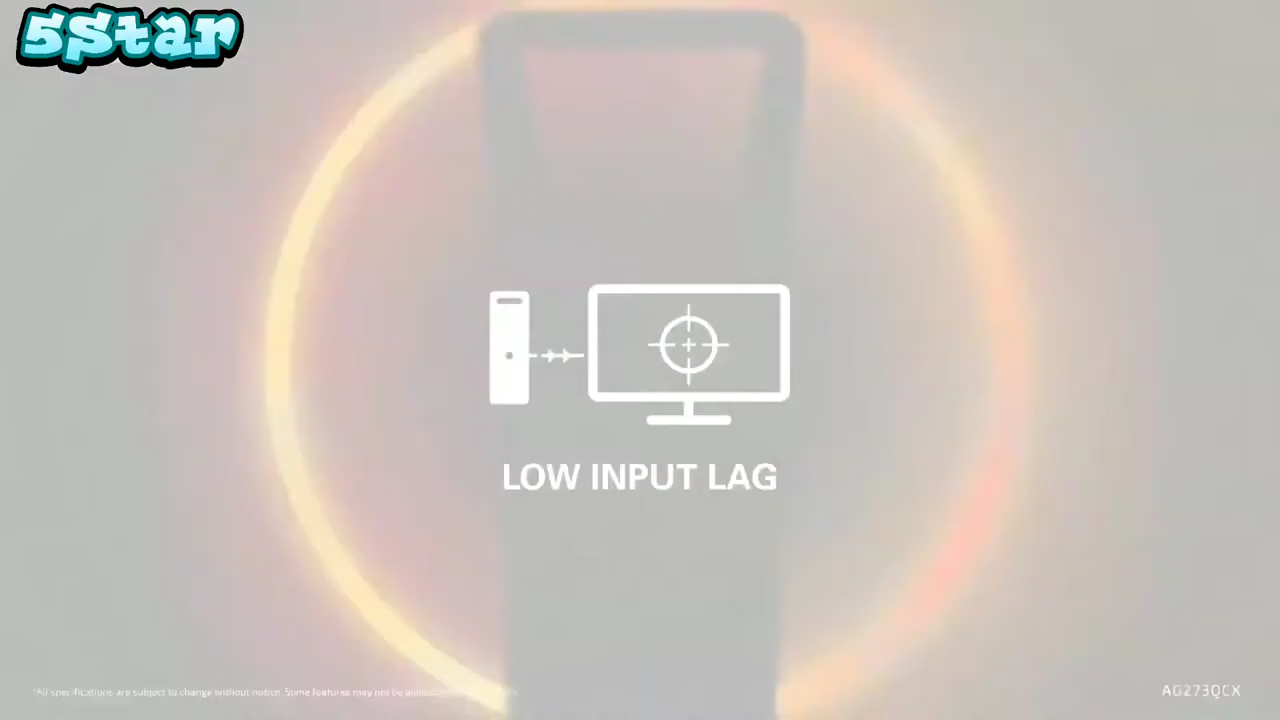 5Star
LOW INPUT LAG
*All specifications are subject to change without notice. Some features may not be
AG273QCX